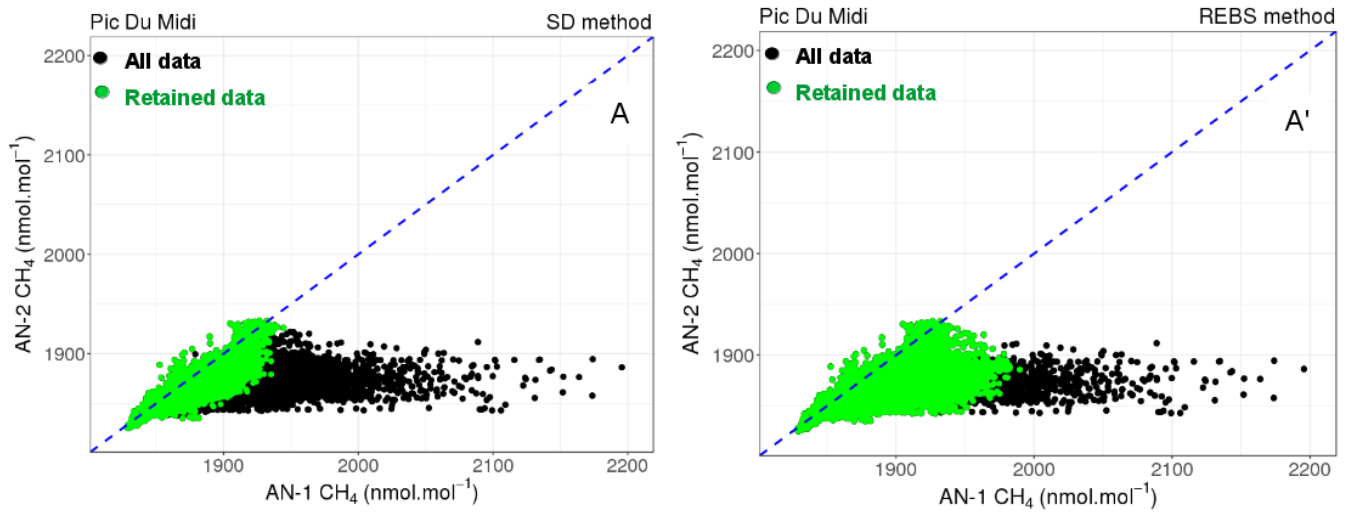 Pic Du Midi SD method
All data
Retained data
A
2200
2100
2000
1900
1900 2000 2100 2200
AN-1 CH₄ (nmol.mol⁻¹)
AN-2 CH₄ (nmol.mol⁻¹)
Pic Du Midi REBS method
All data
Retained data
A'
2200
2100
2000
1900
1900 2000 2100 2200
AN-1 CH₄ (nmol.mol⁻¹)
AN-2 CH₄ (nmol.mol⁻¹)